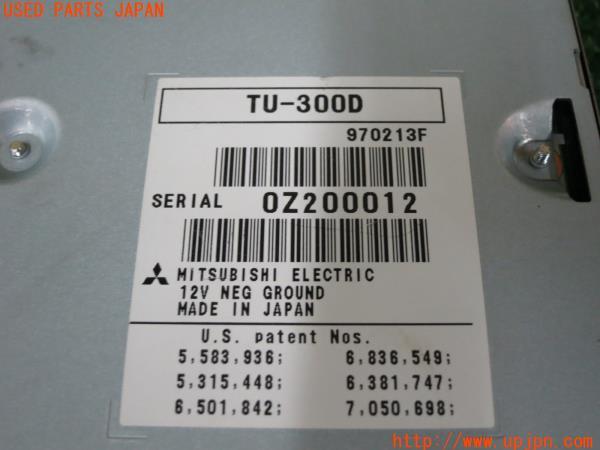 USED PARTS JAPAN
TU-300D
970213F
SERIAL 0Z200012
MITSUBISHI ELECTRIC
12V NEG GROUND
MADE IN JAPAN
U.S. patent Nos.
5,583,936; 6,836,549;
5,315,448; 6,381,747;
6,501,842; 7,050,698;
http://www.upjpn.com/